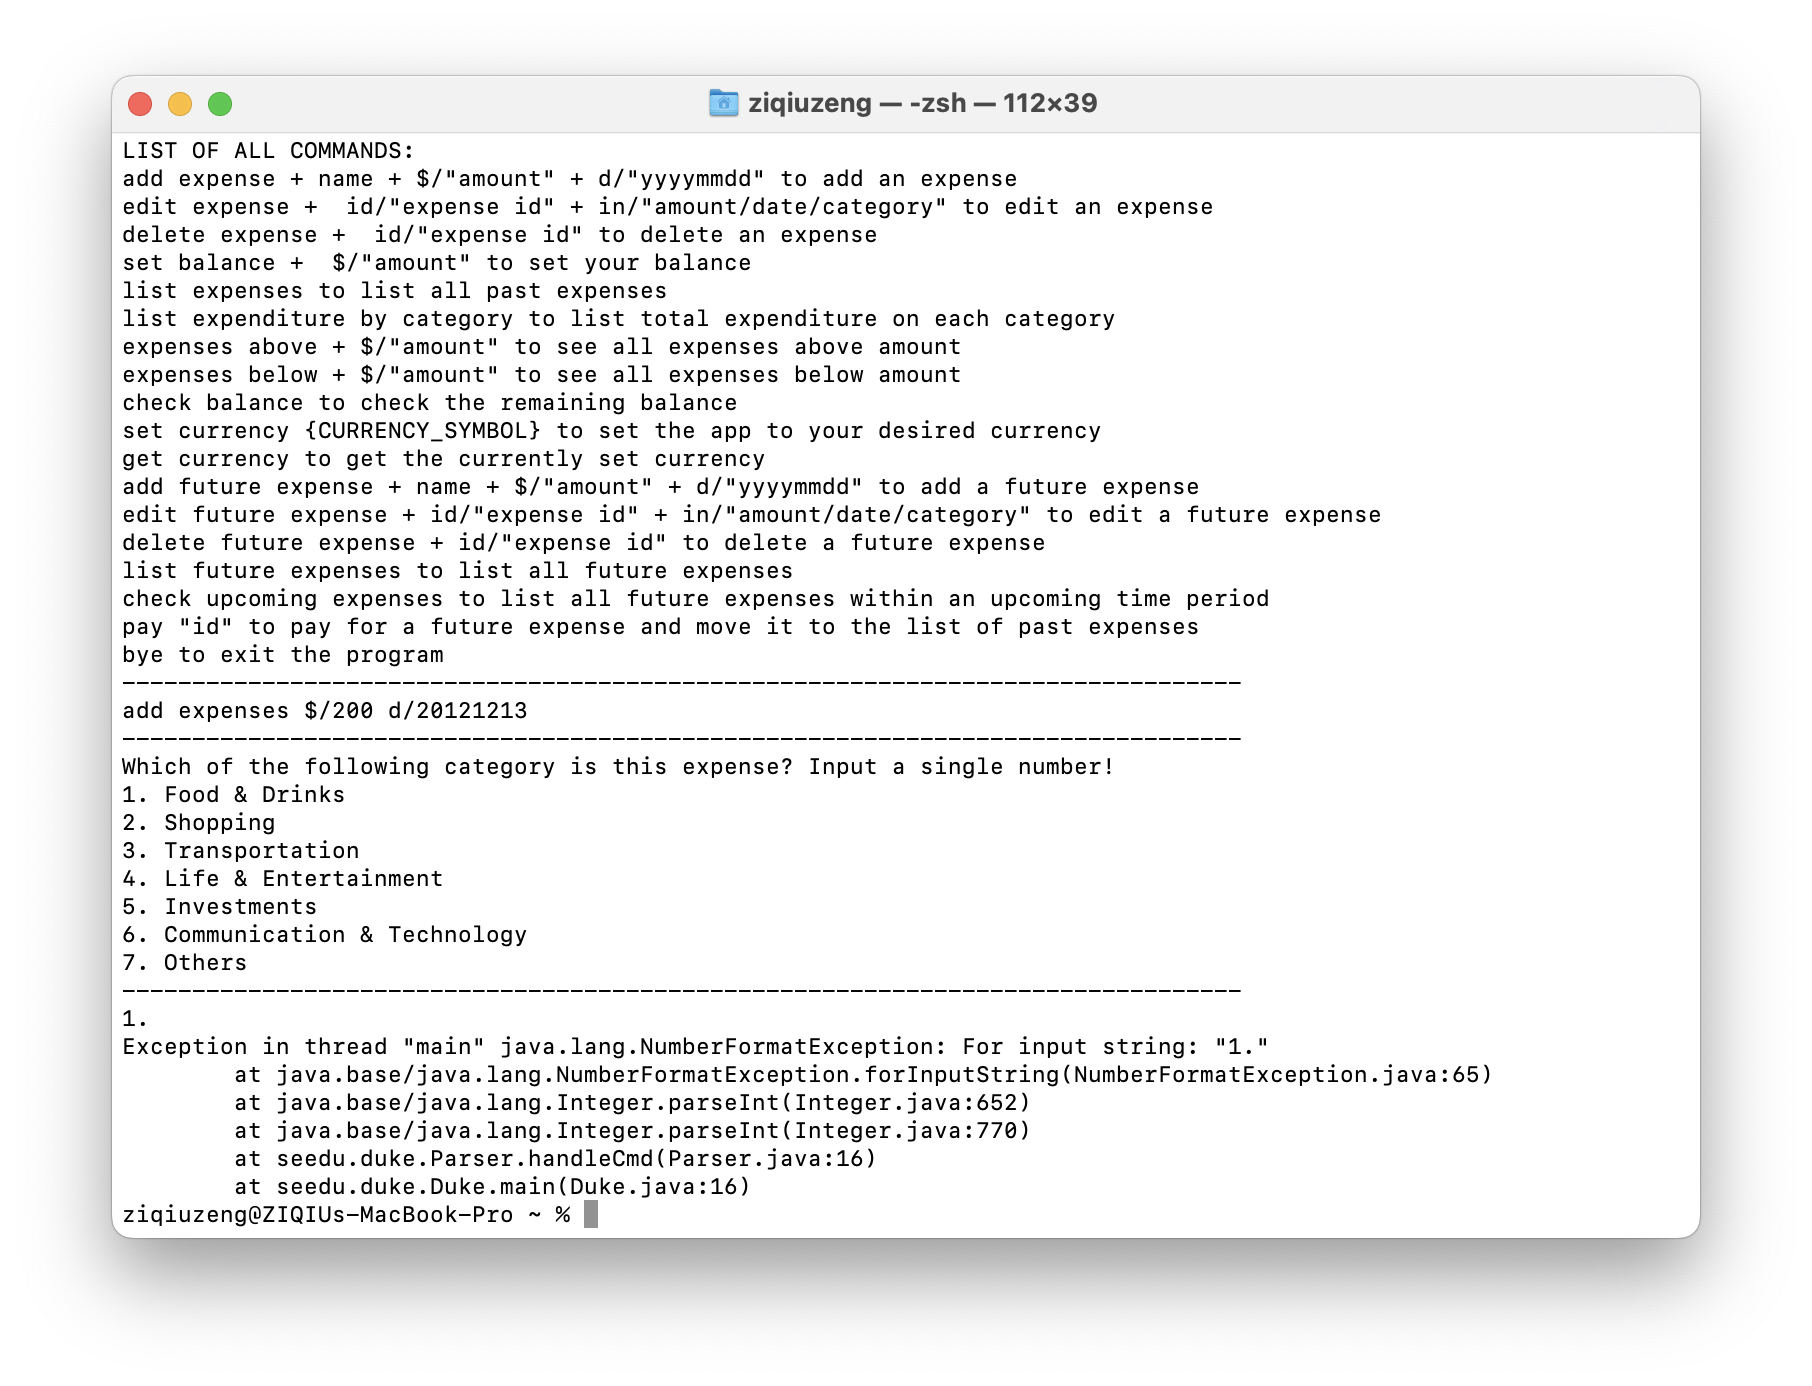 ziqiuzeng — -zsh — 112×39
LIST OF ALL COMMANDS:
add expense + name + $/"amount" + d/"yyyymmdd" to add an expense
edit expense +  id/"expense id" + in/"amount/date/category" to edit an expense
delete expense +  id/"expense id" to delete an expense
set balance +  $/"amount" to set your balance
list expenses to list all past expenses
list expenditure by category to list total expenditure on each category
expenses above + $/"amount" to see all expenses above amount
expenses below + $/"amount" to see all expenses below amount
check balance to check the remaining balance
set currency {CURRENCY_SYMBOL} to set the app to your desired currency
get currency to get the currently set currency
add future expense + name + $/"amount" + d/"yyyymmdd" to add a future expense
edit future expense + id/"expense id" + in/"amount/date/category" to edit a future expense
delete future expense + id/"expense id" to delete a future expense
list future expenses to list all future expenses
check upcoming expenses to list all future expenses within an upcoming time period
pay "id" to pay for a future expense and move it to the list of past expenses
bye to exit the program
--------------------------------------------------------------------------------
add expenses $/200 d/20121213
--------------------------------------------------------------------------------
Which of the following category is this expense? Input a single number!
1. Food & Drinks
2. Shopping
3. Transportation
4. Life & Entertainment
5. Investments
6. Communication & Technology
7. Others
--------------------------------------------------------------------------------
1.
Exception in thread "main" java.lang.NumberFormatException: For input string: "1."
        at java.base/java.lang.NumberFormatException.forInputString(NumberFormatException.java:65)
        at java.base/java.lang.Integer.parseInt(Integer.java:652)
        at java.base/java.lang.Integer.parseInt(Integer.java:770)
        at seedu.duke.Parser.handleCmd(Parser.java:16)
        at seedu.duke.Duke.main(Duke.java:16)
ziqiuzeng@ZIQIUs-MacBook-Pro ~ %